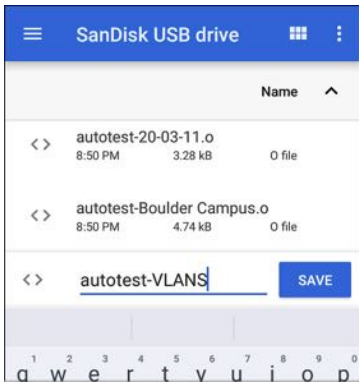 SanDisk USB drive
Name
autotest-20-03-11.o
8:50 PM 3.28 kB O file
autotest-Boulder Campus.o
8:50 PM 4.74 kB O file
autotest-VLANS SAVE
1 2 3 4 5 6 7 8 9 0
q w e r t y u i o p